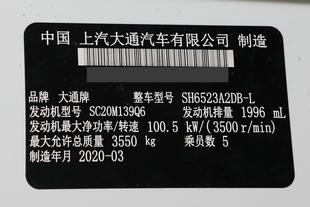 中国 上汽大通汽车有限公司 制造
品牌 大通牌 整车型号 SH6523A2DB-L
发动机型号 SC20M139Q6 发动机排量 1996 mL
发动机最大净功率/转速 100.5 kW/(3500r/min)
最大允许总质量 3550 kg 乘员数 5
制造年月 2020-03